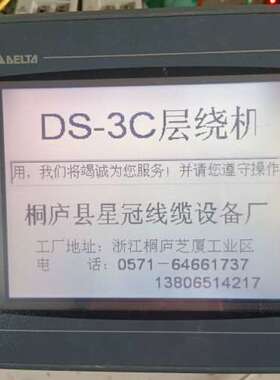 DELTA
DS-3C层绕机
用，我们将竭诚为您服务；并请您遵守操作
桐庐县星冠线缆设备厂
工厂地址：浙江桐庐芝厦工业区
电　　话：0571-64661737
13806514217